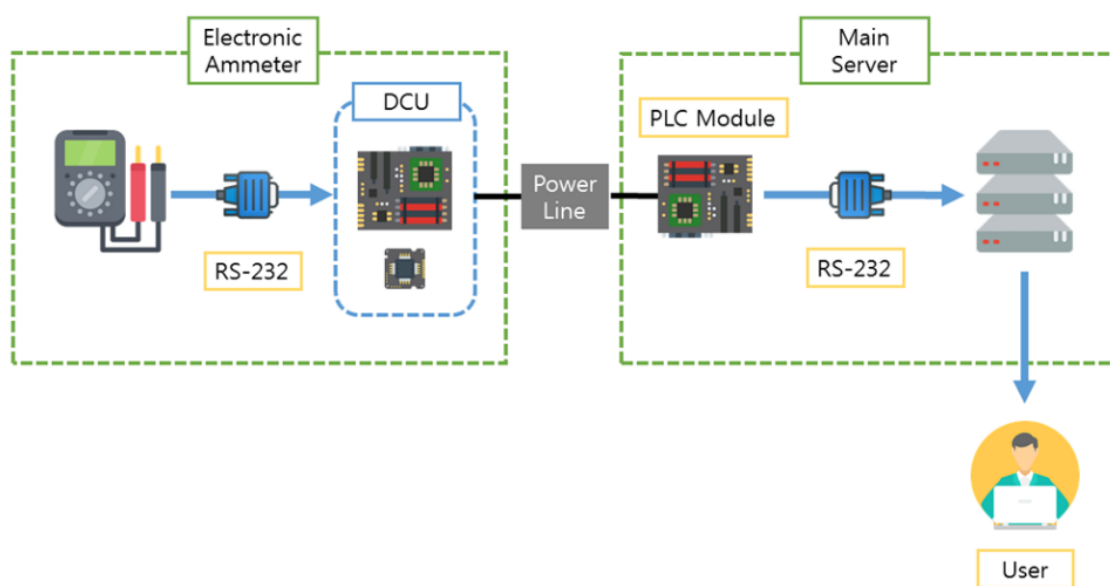 Electronic
Ammeter
Main
Server
DCU
PLC Module
Power
Line
RS-232
RS-232
User